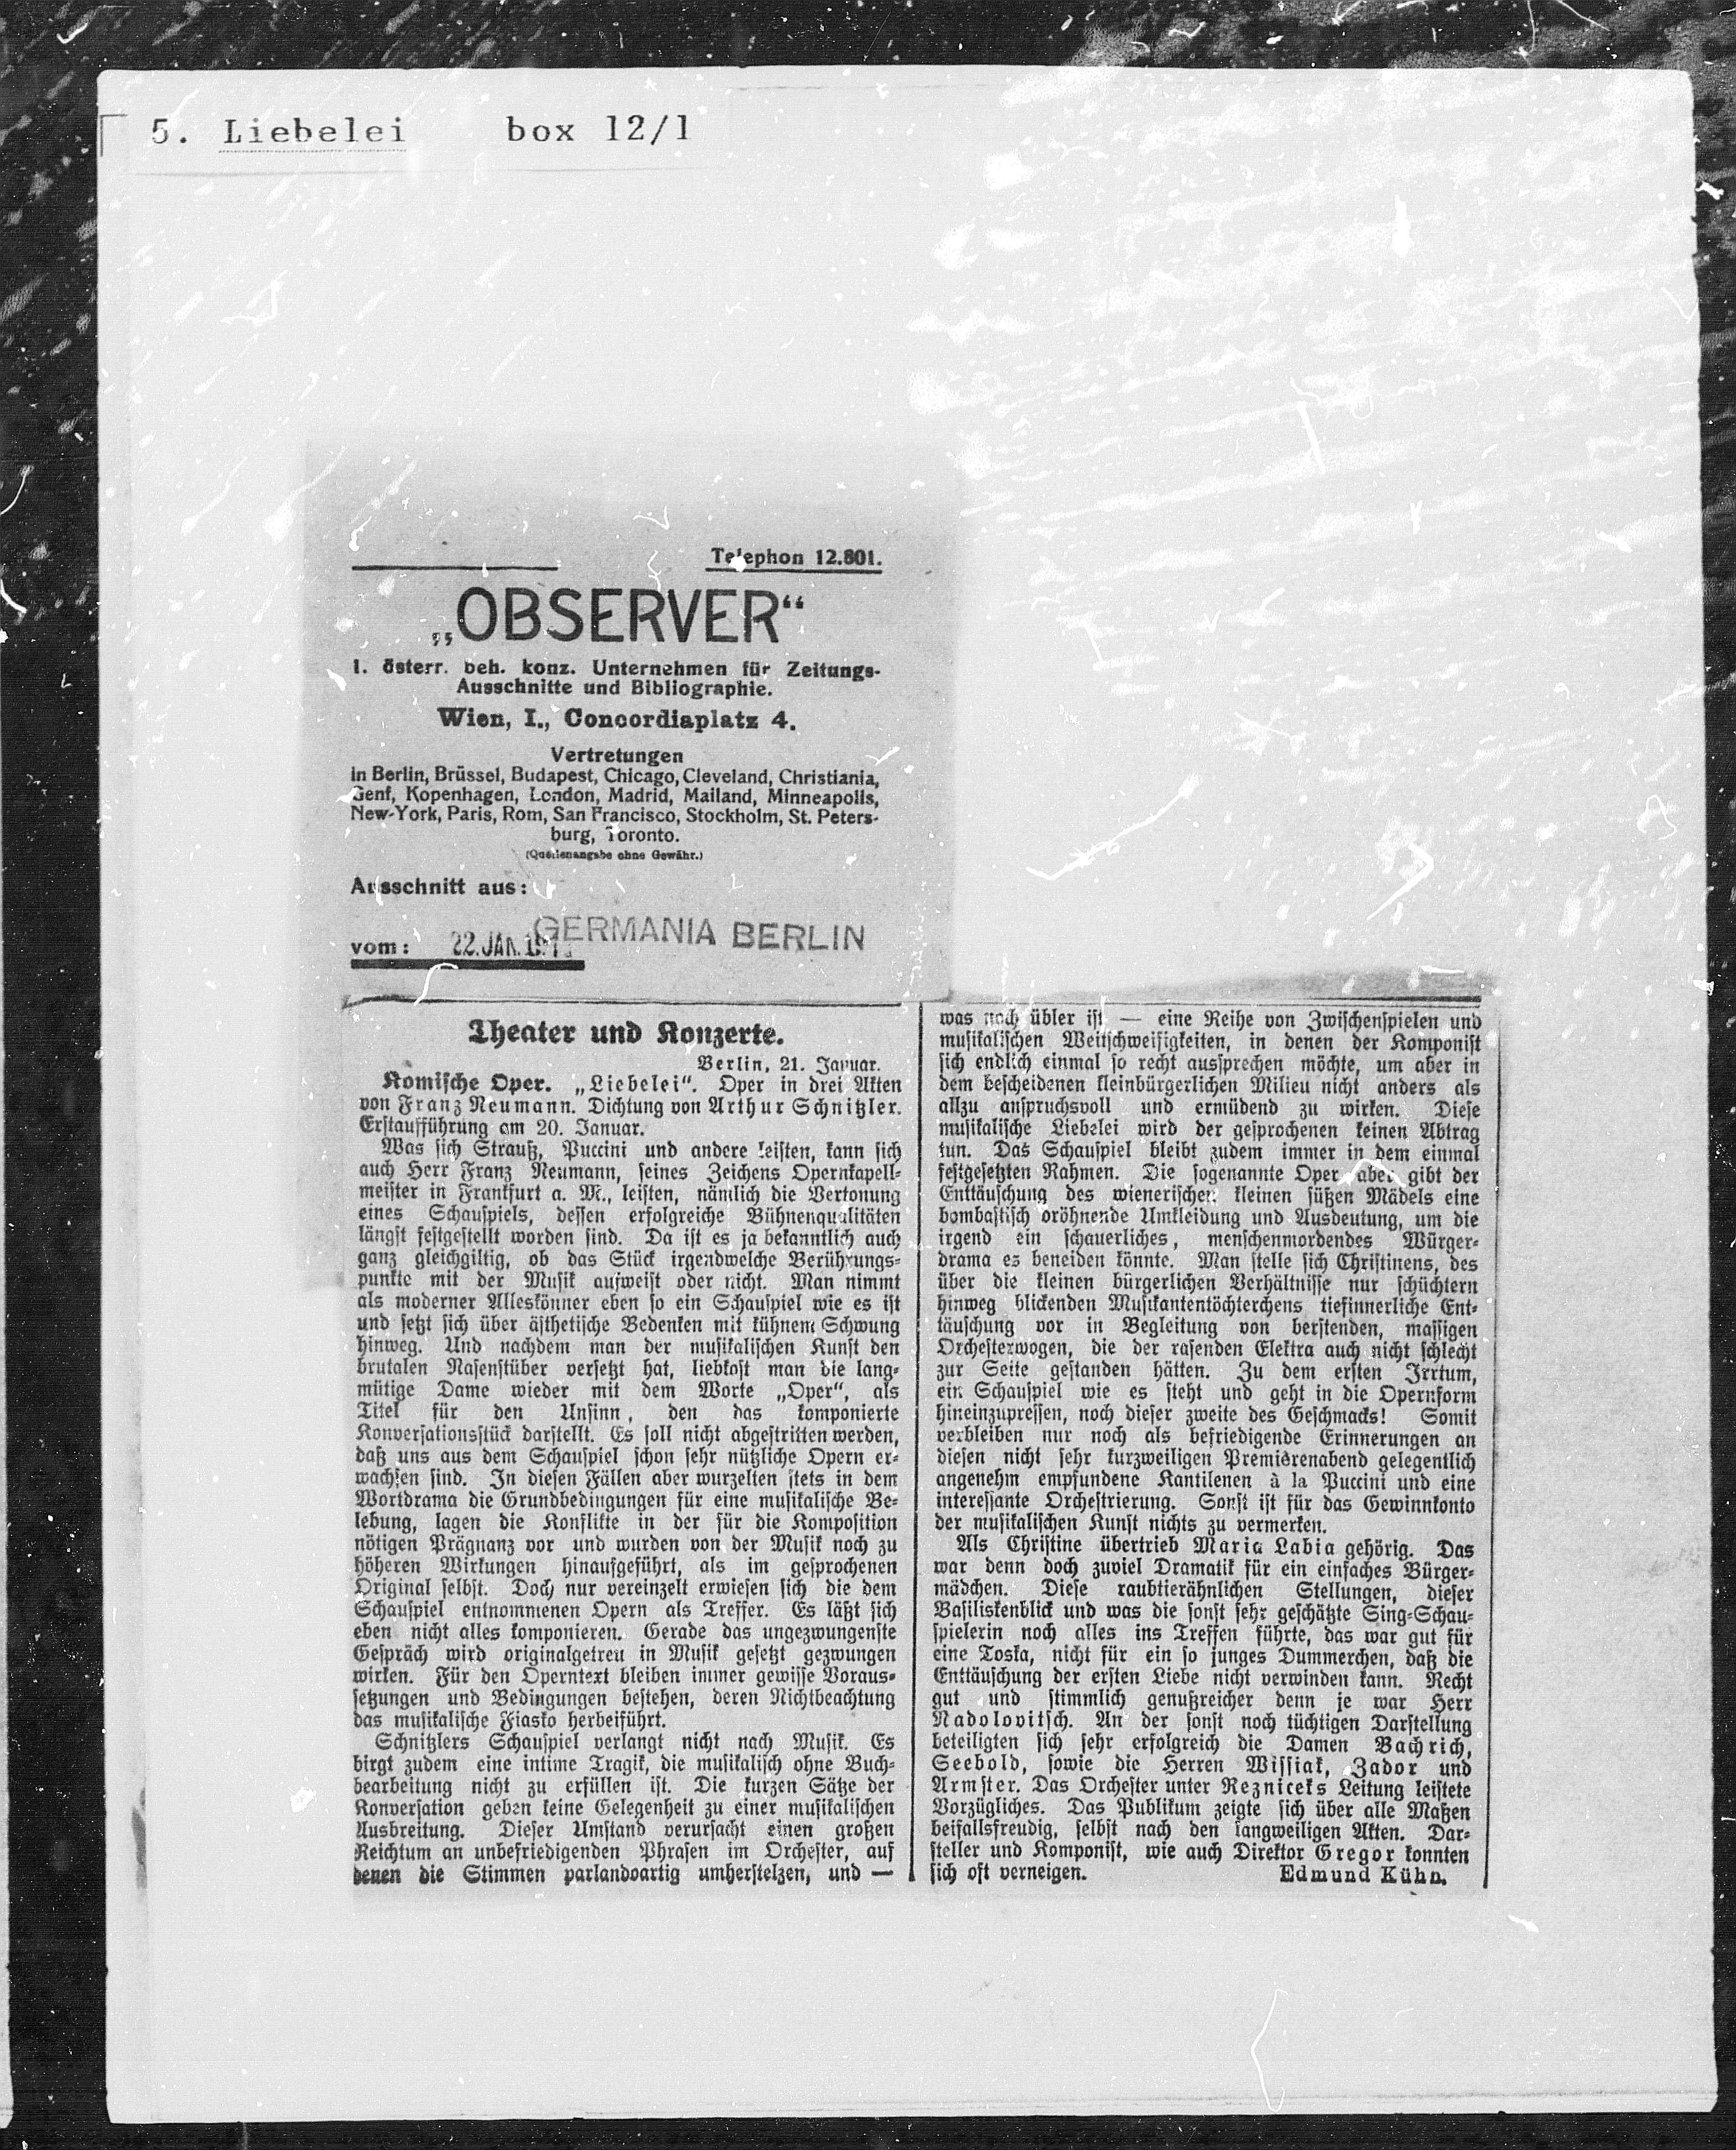 5. Liebelei box 12/1
Telephon 12.801.
„OBSERVER“
I. österr. beh. konz. Unternehmen für Zeitungs-
Ausschnitte und Bibliographie.
Wien, I., Concordiaplatz 4.
Vertretungen
in Berlin, Brüssel, Budapest, Chicago, Cleveland, Christiania,
Genf, Kopenhagen, London, Madrid, Mailand, Minneapolis,
New-York, Paris, Rom, San Francisco, Stockholm, St. Peters-
burg, Toronto.
(Quellenangabe ohne Gewähr.)
Ausschnitt aus:
GERMANIA BERLIN
vom: 22. JAN.
Theater und Konzerte.
Berlin, 21. Januar.
Komische Oper. „Liebelei“. Oper in drei Akten
von Franz Neumann. Dichtung von Arthur Schnitzler.
Erstaufführung am 20. Januar.
Was sich Strauß, Puccini und andere leisten, kann sich
auch Herr Franz Neumann, seines Zeichens Opernkapell-
meister in Frankfurt a. M., leisten, nämlich die Vertonung
eines Schauspiels, dessen erfolgreiche Bühnenqualitäten
längst festgestellt worden sind. Da ist es ja bekanntlich auch
ganz gleichgiltig, ob das Stück irgendwelche Berührungs-
punkte mit der Musik aufweist oder nicht. Man nimmt
als moderner Alleskönner eben so ein Schauspiel wie es ist
und setzt sich über ästhetische Bedenken mit kühnem Schwung
hinweg. Und nachdem man der musikalischen Kunst den
brutalen Nasenstüber versetzt hat, liebkost man die lang-
mütige Dame wieder mit dem Worte „Oper“, als
Titel für den Unsinn, den das komponierte
Konversationsstück darstellt. Es soll nicht abgestritten werden,
daß uns aus dem Schauspiel schon sehr nützliche Opern er-
wachsen sind. In diesen Fällen aber wurzelten stets in dem
Wortdrama die Grundbedingungen für eine musikalische Be-
lebung, lagen die Konflikte in der für die Komposition
nötigen Prägnanz vor und wurden von der Musik noch zu
höheren Wirkungen hinaufgeführt, als im gesprochenen
Original selbst. Doch nur vereinzelt erwiesen sich die dem
Schauspiel entnommenen Opern als Treffer. Es läßt sich
eben nicht alles komponieren. Gerade das ungezwungenste
Gespräch wird originalgetreu in Musik gesetzt gezwungen
wirken. Für den Operntext bleiben immer gewisse Voraus-
setzungen und Bedingungen bestehen, deren Nichtbeachtung
das musikalische Fiasko herbeiführt.
Schnitzlers Schauspiel verlangt nicht nach Musik. Es
birgt zudem eine intime Tragik, die musikalisch ohne Buch-
bearbeitung nicht zu erfüllen ist. Die kurzen Sätze der
Konversation geben keine Gelegenheit zu einer musikalischen
Ausbreitung. Dieser Umstand verursacht einen großen
Reichtum an unbefriedigenden Phrasen im Orchester, auf
denen die Stimmen parlandoartig umherstelzen, und —
was noch übler ist — eine Reihe von Zwischenspielen und
musikalischen Weitschweifigkeiten, in denen der Komponist
sich endlich einmal so recht aussprechen möchte, um aber in
dem bescheidenen kleinbürgerlichen Milieu nicht anders als
allzu anspruchsvoll und ermüdend zu wirken. Diese
musikalische Liebelei wird der gesprochenen keinen Abtrag
tun. Das Schauspiel bleibt zudem immer in dem einmal
festgesetzten Rahmen. Die sogenannte Oper aber gibt der
Enttäuschung des wienerischen kleinen süßen Mädels eine
bombastisch dröhnende Umkleidung und Ausdeutung, um die
irgend ein schauerliches, menschenmordendes Würger-
drama es beneiden könnte. Man stelle sich Christinens, des
über die kleinen bürgerlichen Verhältnisse nur schüchtern
hinweg blickenden Musikantentöchterchens tiefinnerliche Ent-
täuschung vor in Begleitung von berstenden, massigen
Orchesterwogen, die der rasenden Elektra auch nicht schlecht
zur Seite gestanden hätten. Zu dem ersten Irrtum,
ein Schauspiel wie es steht und geht in die Opernform
hineinzupressen, noch dieser zweite des Geschmacks! Somit
verbleiben nur noch als befriedigende Erinnerungen an
diesen nicht sehr kurzweiligen Premièrenabend gelegentlich
angenehm empfundene Kantilenen à la Puccini und eine
interessante Orchestrierung. Sonst ist für das Gewinnkonto
der musikalischen Kunst nichts zu vermerken.
Als Christine übertrieb Maria Labia gehörig. Das
war denn doch zuviel Dramatik für ein einfaches Bürger-
mädchen. Diese raubtierähnlichen Stellungen, dieser
Basiliskenblick und was die sonst sehr geschätzte Sing-Schau-
spielerin noch alles ins Treffen führte, das war gut für
eine Toska, nicht für ein so junges Dummerchen, daß die
Enttäuschung der ersten Liebe nicht verwinden kann. Recht
gut und stimmlich genußreicher denn je war Herr
Nadolovitsch. An der sonst noch tüchtigen Darstellung
beteiligten sich sehr erfolgreich die Damen Bachrich,
Seebold, sowie die Herren Wissiak, Zador und
Armster. Das Orchester unter Rezniceks Leitung leistete
Vorzügliches. Das Publikum zeigte sich über alle Maßen
beifallsfreudig, selbst nach den langweiligen Akten. Dar-
steller und Komponist, wie auch Direktor Gregor konnten
sich oft verneigen. Edmund Kühn.